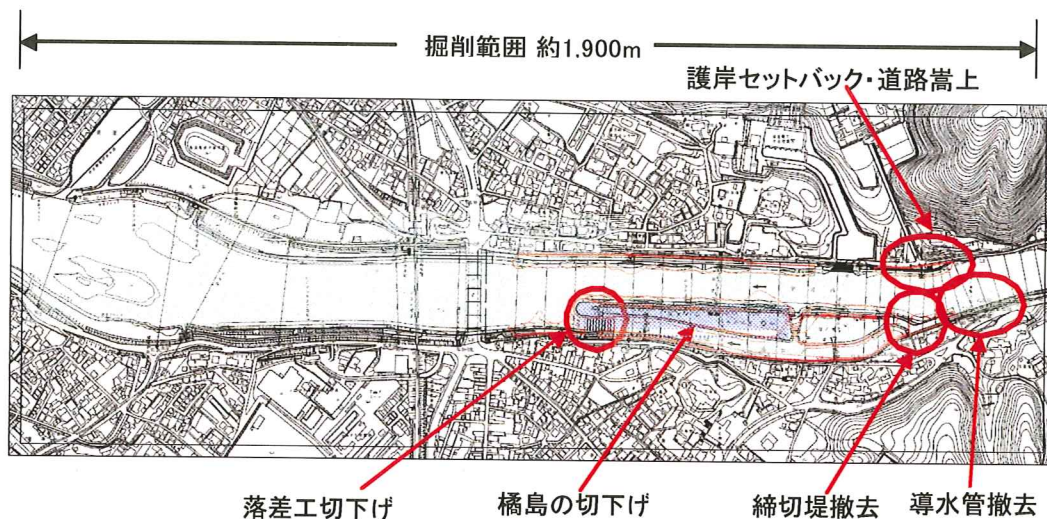 掘削範囲 約1,900m
護岸セットバック・道路嵩上
落差工切下げ
橘島の切下げ
締切堤撤去
導水管撤去